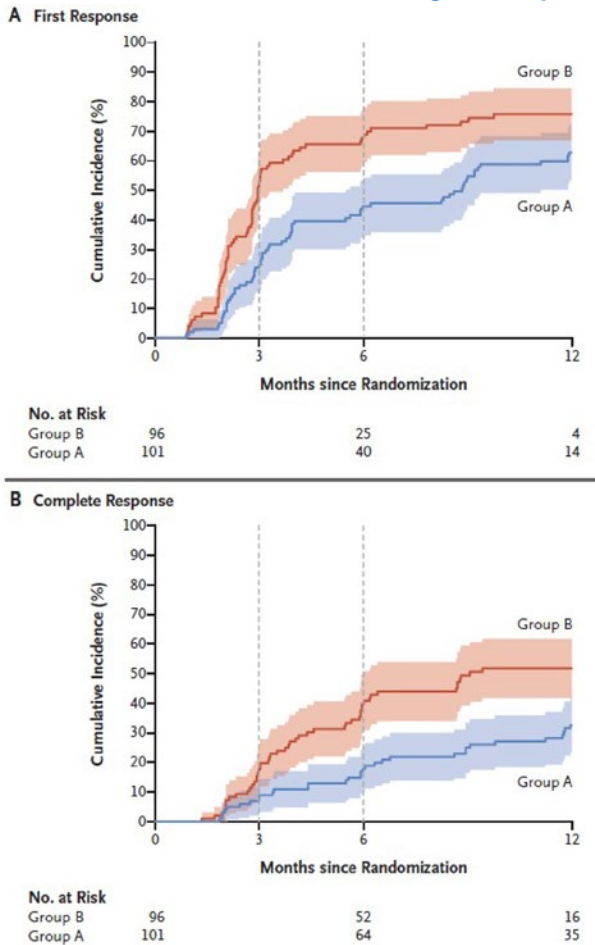 A First Response
100
90
80
70
60
50
40
30
20
10
0
Cumulative Incidence (%)
Group B
Group A
0 3 6 12
Months since Randomization
No. at Risk
Group B 96 25 4
Group A 101 40 14
B Complete Response
100
90
80
70
60
50
40
30
20
10
0
Cumulative Incidence (%)
Group B
Group A
0 3 6 12
Months since Randomization
No. at Risk
Group B 96 52 16
Group A 101 64 35